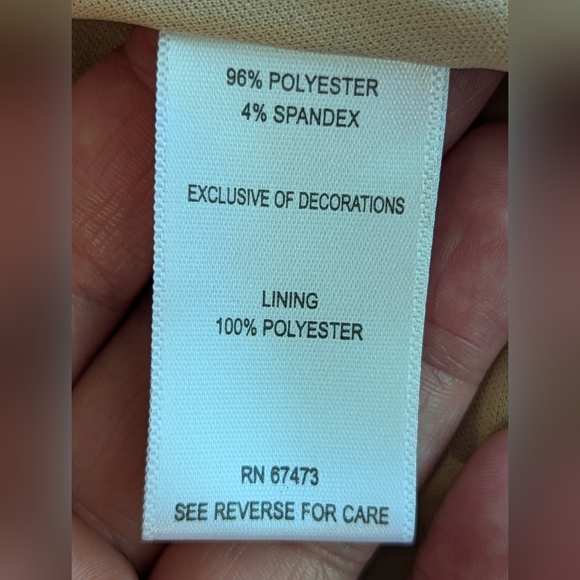 96% POLYESTER
4% SPANDEX
EXCLUSIVE OF DECORATIONS
LINING
100% POLYESTER
RN 67473
SEE REVERSE FOR CARE